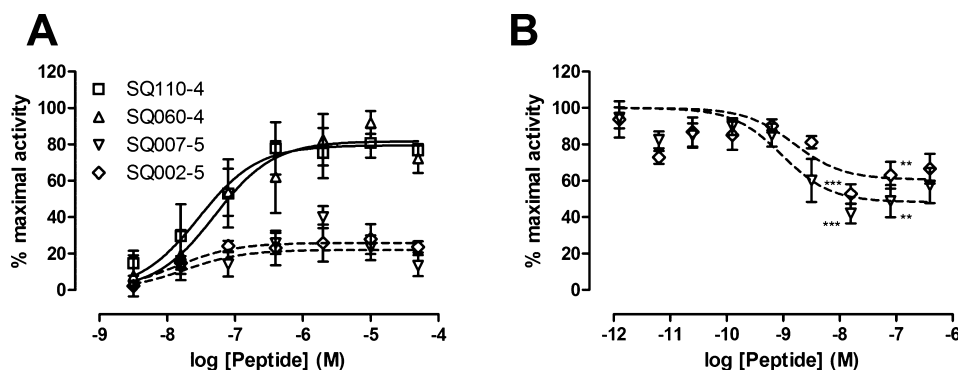 A
% maximal activity
120
100
80
60
40
20
0
SQ110-4
SQ060-4
SQ007-5
SQ002-5
-9 -8 -7 -6 -5 -4
log [Peptide] (M)
B
% maximal activity
120
100
80
60
40
20
0
**
***
***
**
-12 -11 -10 -9 -8 -7 -6
log [Peptide] (M)